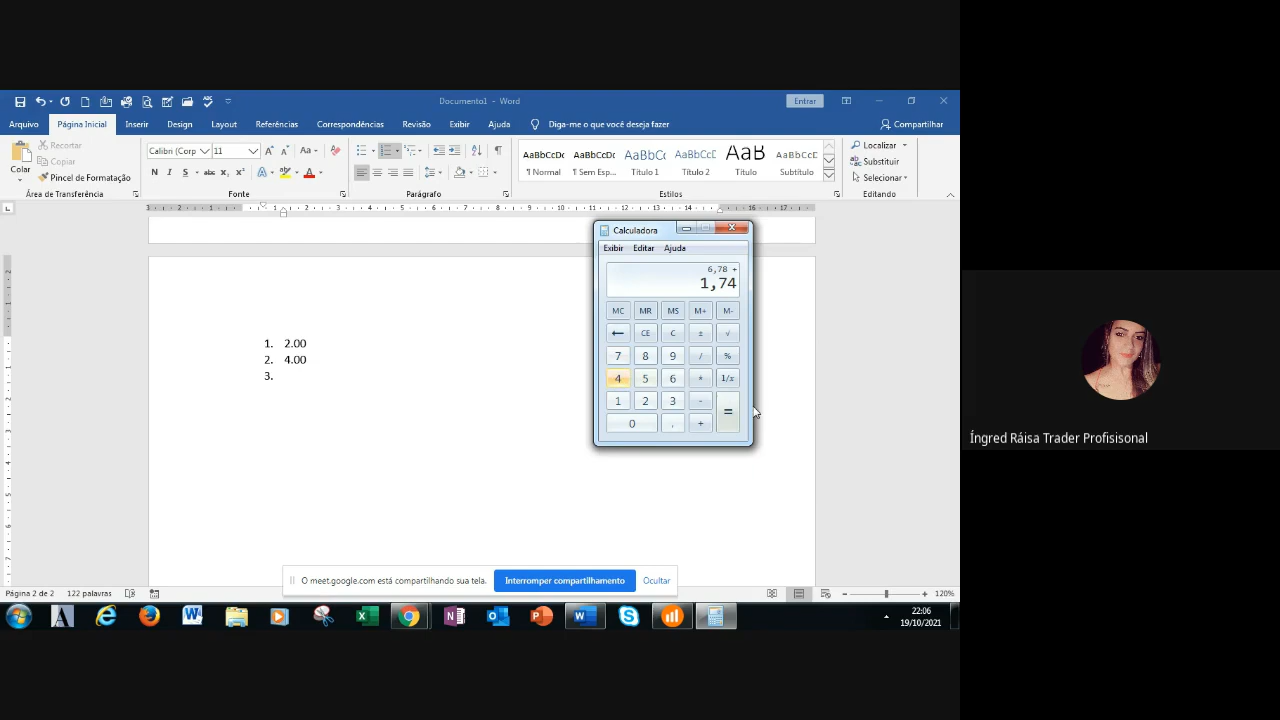 Documento1 - Word
Entrar
Arquivo
Página Inicial
Inserir
Design
Layout
Referências
Correspondências
Revisão
Exibir
Ajuda
Diga-me o que você deseja fazer
Compartilhar
Colar
Recortar
Copiar
Pincel de Formatação
Área de Transferência
Calibri (Corp
11
Fonte
Parágrafo
AaBbCcDc
¶ Normal
AaBbCcDc
¶ Sem Esp...
AaBbCc
Título 1
AaBbCcE
Título 2
AaB
Título
AaBbCcD
Subtítulo
Estilos
Localizar
Substituir
Selecionar
Editando
Calculadora
Exibir Editar Ajuda
6,78 +
1,74
MC MR MS M+ M-
← CE C ± √
7 8 9 / %
4 5 6 * 1/x
1 2 3 - =
0 , +
1. 2.00
2. 4.00
3.
Íngred Ráisa Trader Profisisonal
O meet.google.com está compartilhando sua tela.
Interromper compartilhamento
Ocultar
Página 2 de 2
122 palavras
120%
22:06
19/10/2021